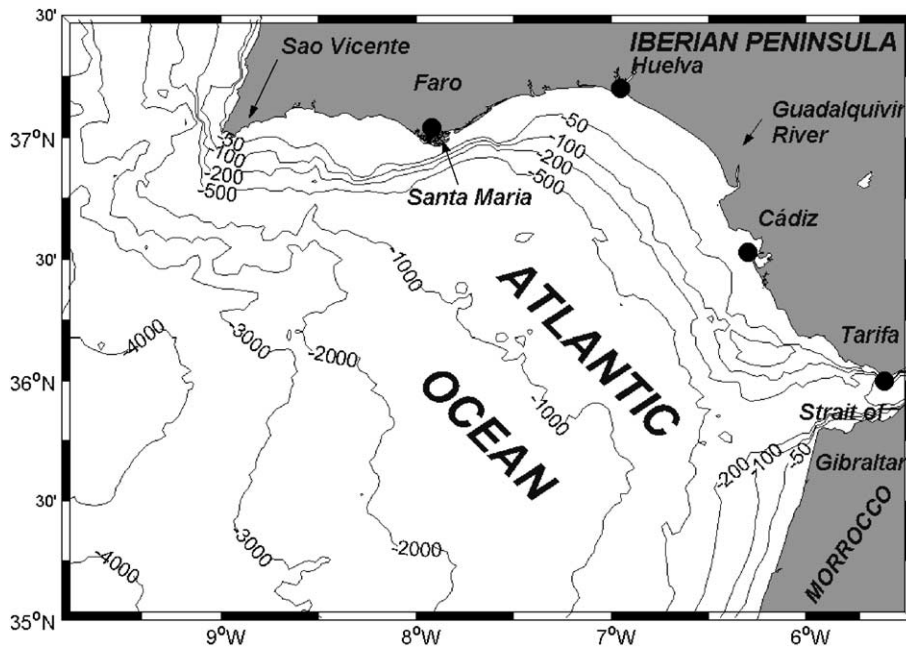 30'
Sao Vicente
IBERIAN PENINSULA
Huelva
Faro
Guadalquivir
River
37°N
-50
-100
-200
-500
-50
-100
-200
-500
Santa Maria
Cádiz
30'
-1000
ATLANTIC
-4000
-3000
-2000
Tarifa
36°N
OCEAN
-1000
Strait of
Gibraltar
-200
-100
-50
30'
-3000
-2000
-4000
MORROCCO
35°N
9°W
8°W
7°W
6°W